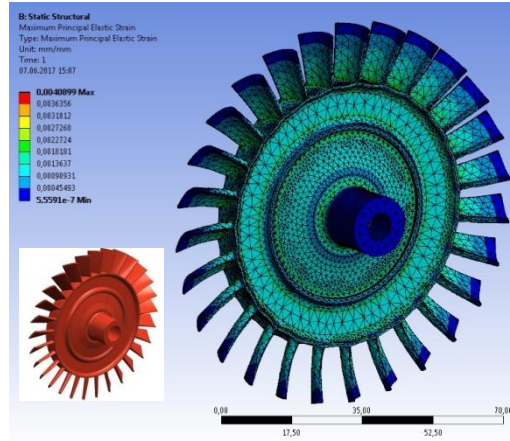 B: Static Structural
Maximum Principal Elastic Strain
Type: Maximum Principal Elastic Strain
Unit: mm/mm
Time: 1
07.06.2017 15:07
0,0040899 Max
0,0036356
0,0031812
0,0027268
0,0022724
0,0018181
0,0013637
0,00090931
0,00045493
5,5591e-7 Min
0,00
35,00
70,00
17,50
52,50